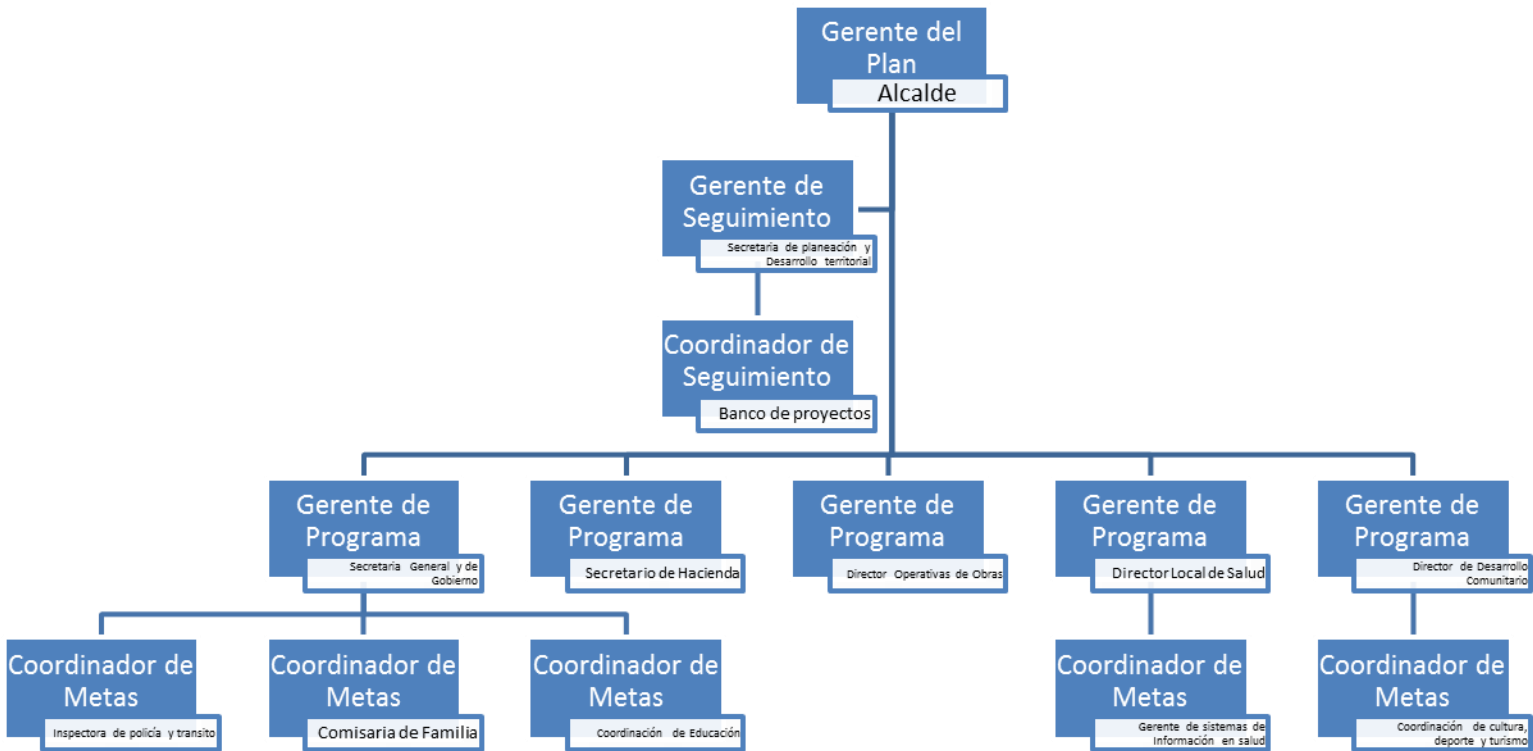 Gerente del
Plan
Alcalde
Gerente de
Seguimiento
Secretaria de planeación y
Desarrollo territorial
Coordinador de
Seguimiento
Banco de proyectos
Gerente de
Programa
Secretaria General y de
Gobierno
Gerente de
Programa
Secretario de Hacienda
Gerente de
Programa
Director Operativas de Obras
Gerente de
Programa
Director Local de Salud
Gerente de
Programa
Director de Desarrollo
Comunitario
Coordinador de
Metas
Inspectora de policía y transito
Coordinador de
Metas
Comisaria de Familia
Coordinador de
Metas
Coordinación de Educación
Coordinador de
Metas
Gerente de sistemas de
Información en salud
Coordinador de
Metas
Coordinación de cultura,
deporte y turismo